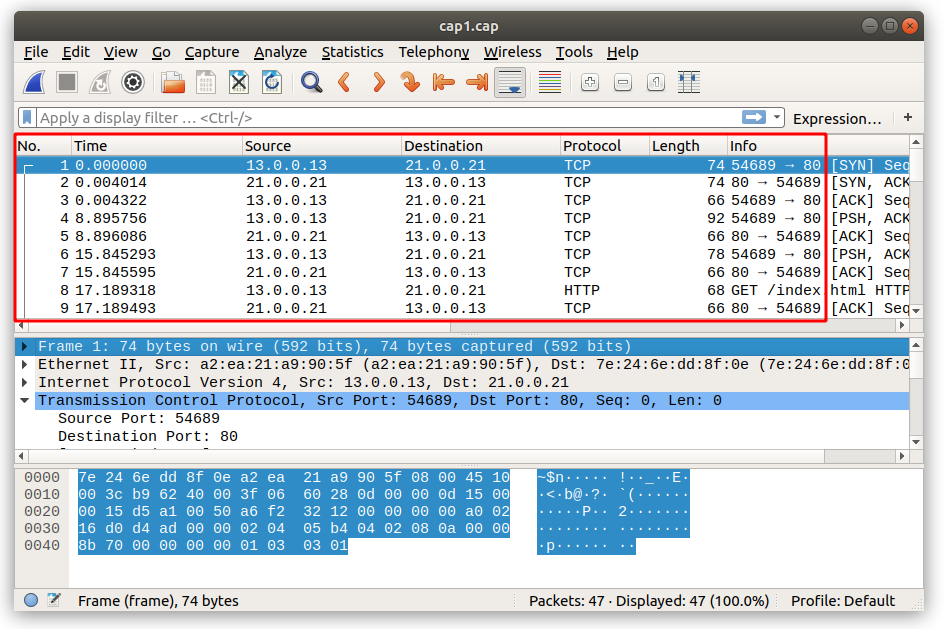 cap1.cap
File Edit View Go Capture Analyze Statistics Telephony Wireless Tools Help
Apply a display filter … <Ctrl-/> Expression… +
No. Time Source Destination Protocol Length Info
1 0.000000 13.0.0.13 21.0.0.21 TCP 74 54689 → 80 [SYN] Seq
2 0.004014 21.0.0.21 13.0.0.13 TCP 74 80 → 54689 [SYN, ACK
3 0.004322 13.0.0.13 21.0.0.21 TCP 66 54689 → 80 [ACK] Seq
4 8.895756 13.0.0.13 21.0.0.21 TCP 92 54689 → 80 [PSH, ACK
5 8.896086 21.0.0.21 13.0.0.13 TCP 66 80 → 54689 [ACK] Seq
6 15.845293 13.0.0.13 21.0.0.21 TCP 78 54689 → 80 [PSH, ACK
7 15.845595 21.0.0.21 13.0.0.13 TCP 66 80 → 54689 [ACK] Seq
8 17.189318 13.0.0.13 21.0.0.21 HTTP 68 GET /index.html HTTP
9 17.189493 21.0.0.21 13.0.0.13 TCP 66 80 → 54689 [ACK] Seq
Frame 1: 74 bytes on wire (592 bits), 74 bytes captured (592 bits)
Ethernet II, Src: a2:ea:21:a9:90:5f (a2:ea:21:a9:90:5f), Dst: 7e:24:6e:dd:8f:0e (7e:24:6e:dd:8f:0
Internet Protocol Version 4, Src: 13.0.0.13, Dst: 21.0.0.21
Transmission Control Protocol, Src Port: 54689, Dst Port: 80, Seq: 0, Len: 0
Source Port: 54689
Destination Port: 80
0000 7e 24 6e dd 8f 0e a2 ea 21 a9 90 5f 08 00 45 10 ~$n····· !··_··E·
0010 00 3c b9 62 40 00 3f 06 60 28 0d 00 00 0d 15 00 ·<·b@·?· `(······
0020 00 15 d5 a1 00 50 a6 f2 32 12 00 00 00 00 a0 02 ·····P·· 2·······
0030 16 d0 d4 ad 00 00 02 04 05 b4 04 02 08 0a 00 00 ········ ········
0040 8b 70 00 00 00 00 01 03 03 01 ·p······ ··
Frame (frame), 74 bytes Packets: 47 · Displayed: 47 (100.0%) Profile: Default